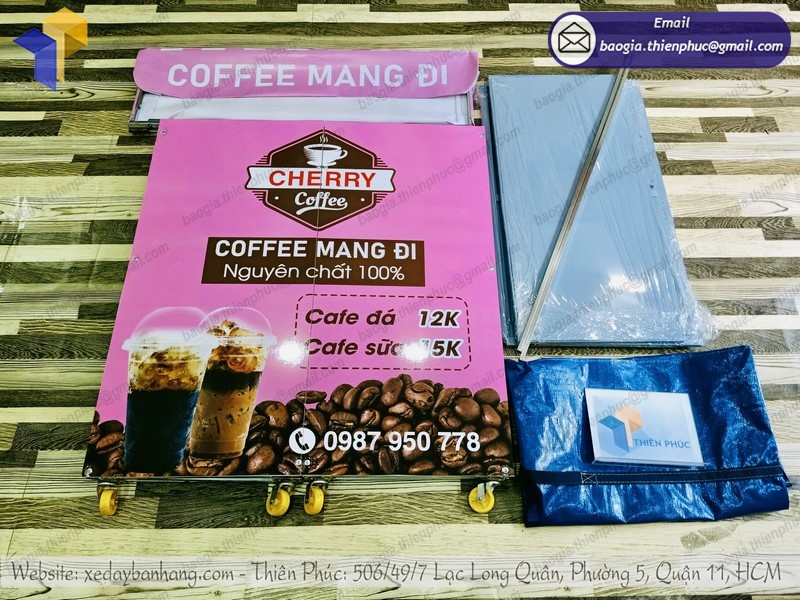 Email
baogia.thienphuc@gmail.com
COFFEE MANG ĐI
CHERRY
Coffee
COFFEE MANG ĐI
Nguyên chất 100%
Cafe đá 12K
Cafe sữa 15K
0987 950 778
THIÊN PHÚC
Website: xedaybanhang.com - Thiên Phúc: 506/49/7 Lạc Long Quân, Phường 5, Quận 11, HCM